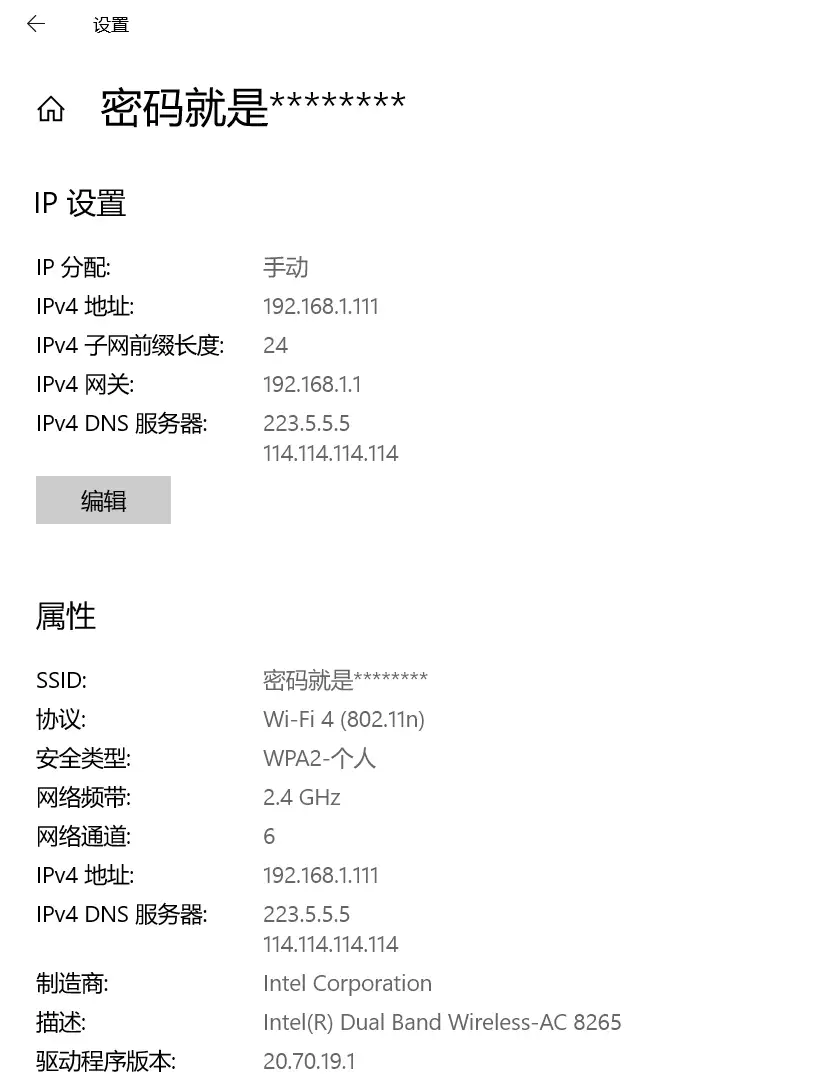 设置
密码就是********
IP 设置
IP 分配: 手动
IPv4 地址: 192.168.1.111
IPv4 子网前缀长度: 24
IPv4 网关: 192.168.1.1
IPv4 DNS 服务器: 223.5.5.5
114.114.114.114
编辑
属性
SSID: 密码就是********
协议: Wi-Fi 4 (802.11n)
安全类型: WPA2-个人
网络频带: 2.4 GHz
网络通道: 6
IPv4 地址: 192.168.1.111
IPv4 DNS 服务器: 223.5.5.5
114.114.114.114
制造商: Intel Corporation
描述: Intel(R) Dual Band Wireless-AC 8265
驱动程序版本: 20.70.19.1